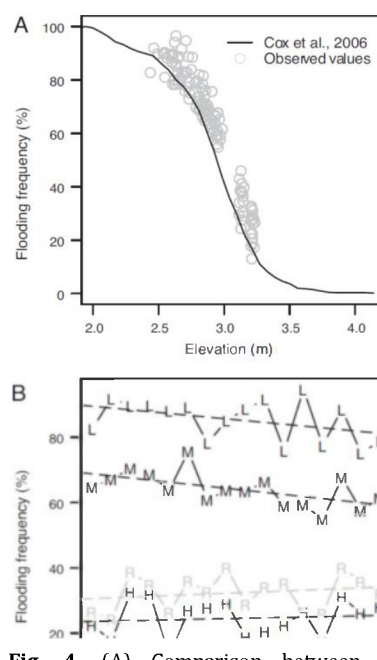 A
Cox et al., 2006
Observed values
100
80
60
40
20
0
Flooding frequency (%)
2.0 2.5 3.0 3.5 4.0
Elevation (m)
B
80
60
40
20
Flooding frequency (%)
Fig. 4. (A) Comparison between